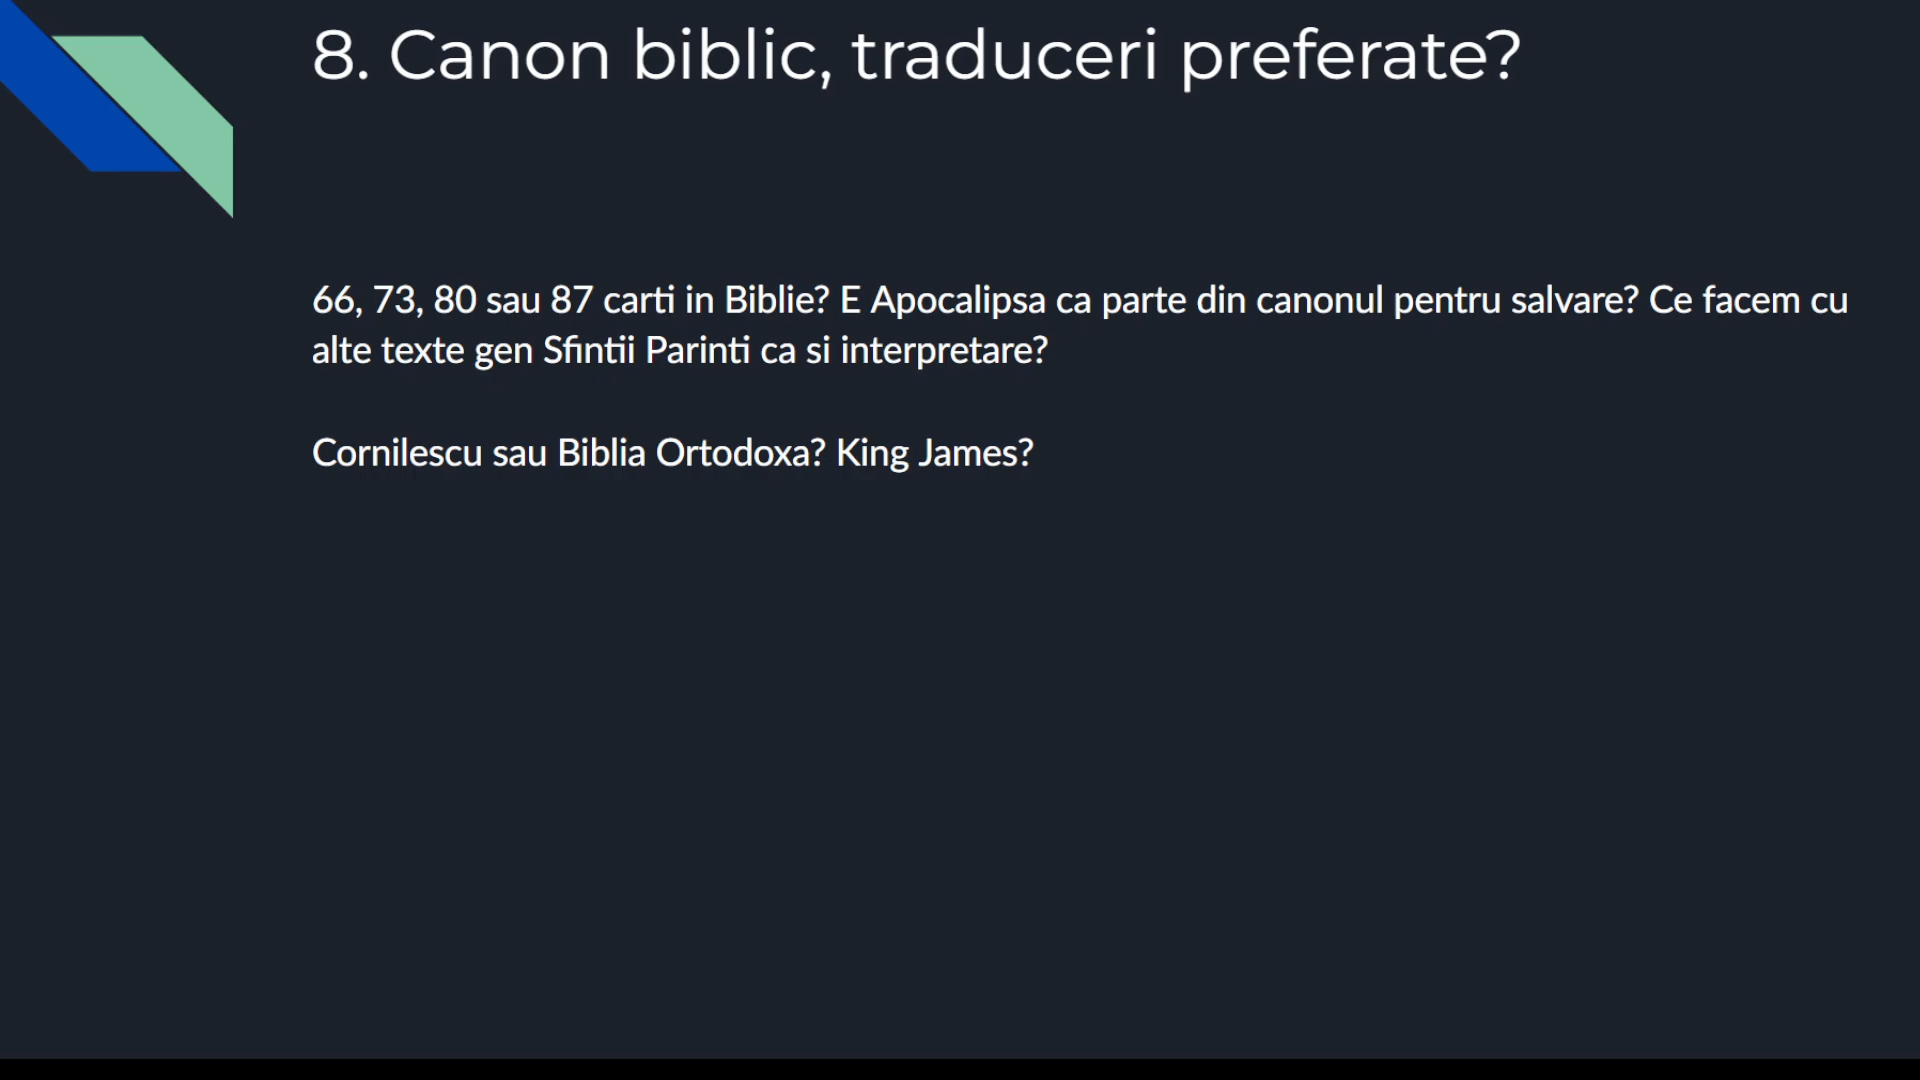 8. Canon biblic, traduceri preferate?
66, 73, 80 sau 87 carti in Biblie? E Apocalipsa ca parte din canonul pentru salvare? Ce facem cu
alte texte gen Sfintii Parinti ca si interpretare?
Cornilescu sau Biblia Ortodoxa? King James?